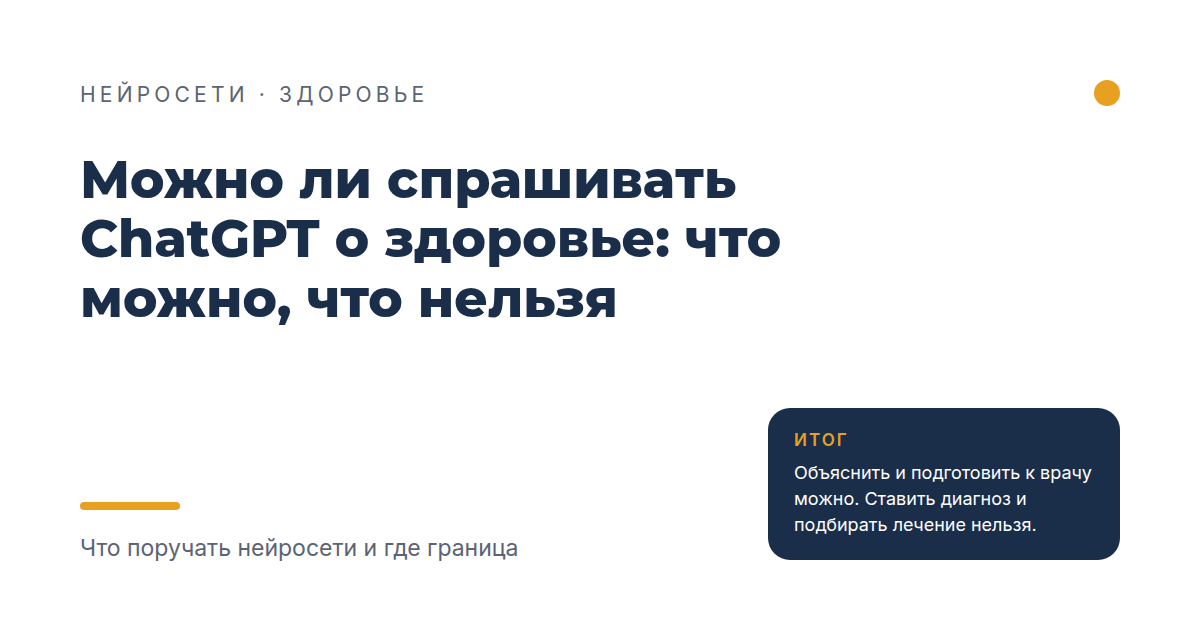 НЕЙРОСЕТИ · ЗДОРОВЬЕ
Можно ли спрашивать
ChatGPT о здоровье: что
можно, что нельзя
ИТОГ
Объяснить и подготовить к врачу
можно. Ставить диагноз и
подбирать лечение нельзя.
Что поручать нейросети и где граница